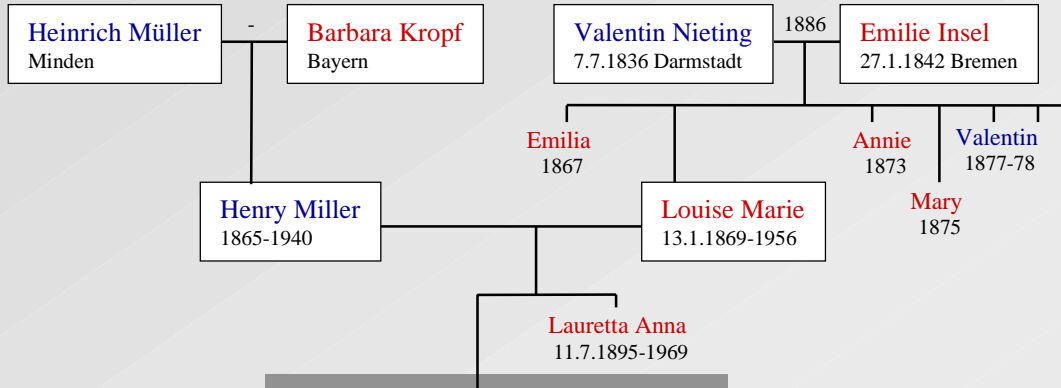 Heinrich Müller
Minden
-
Barbara Kropf
Bayern
Valentin Nieting
7.7.1836 Darmstadt
1886
Emilie Insel
27.1.1842 Bremen
Emilia
1867
Annie
1873
Valentin
1877-78
Mary
1875
Henry Miller
1865-1940
Louise Marie
13.1.1869-1956
Lauretta Anna
11.7.1895-1969